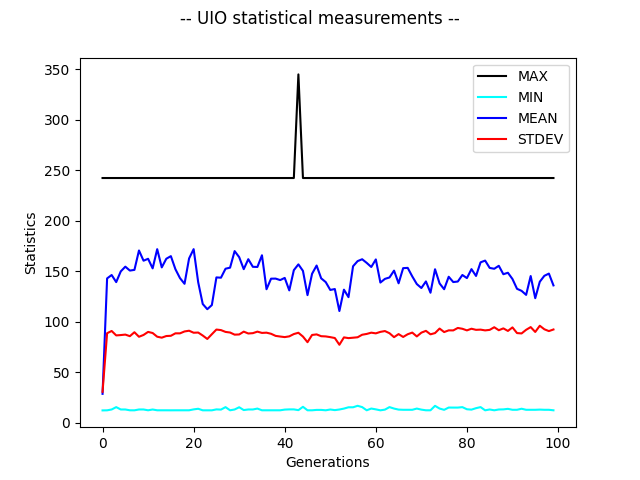 -- UIO statistical measurements --
350
300
250
200
150
100
50
0
Statistics
MAX
MIN
MEAN
STDEV
0 20 40 60 80 100
Generations